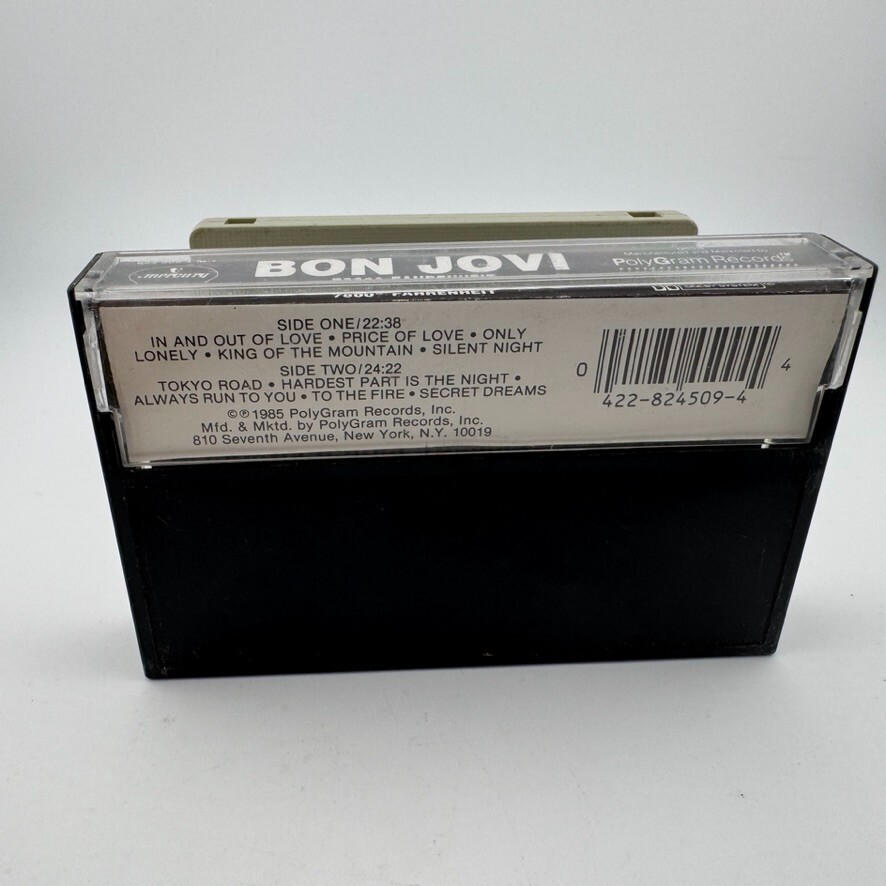 mercury
BON JOVI
7800° FAHRENHEIT
PolyGram Records
SIDE ONE/22:38
IN AND OUT OF LOVE • PRICE OF LOVE • ONLY
LONELY • KING OF THE MOUNTAIN • SILENT NIGHT
SIDE TWO/24:22
TOKYO ROAD • HARDEST PART IS THE NIGHT •
ALWAYS RUN TO YOU • TO THE FIRE • SECRET DREAMS
©℗1985 PolyGram Records, Inc.
Mfd. & Mktd. by PolyGram Records, Inc.
810 Seventh Avenue, New York, N.Y. 10019
0 4
422-824509-4